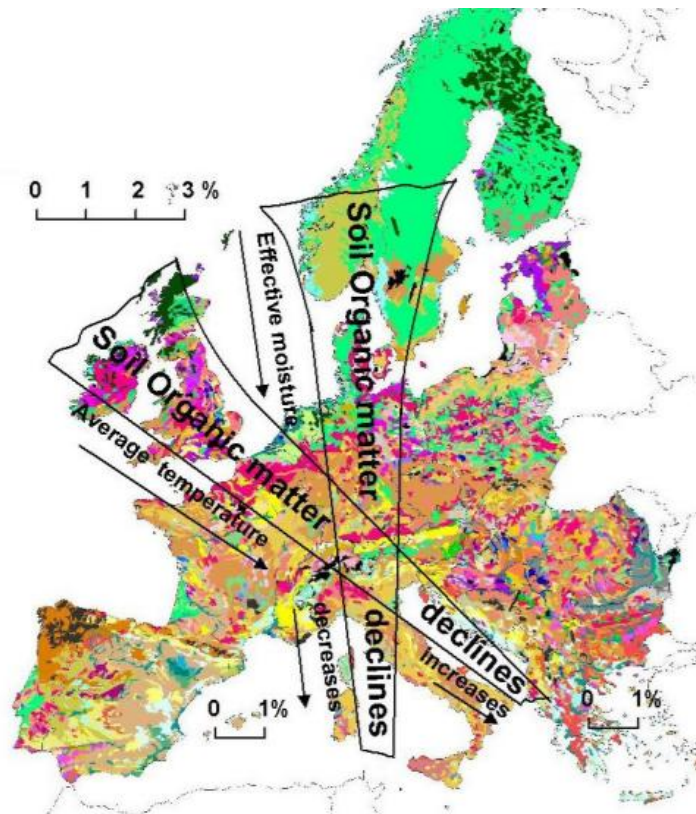 0 1 2 3 %
Effective moisture
decreases
Soil Organic matter
declines
Soil Organic matter
declines
Average temperature
increases
0 1%
0 1%